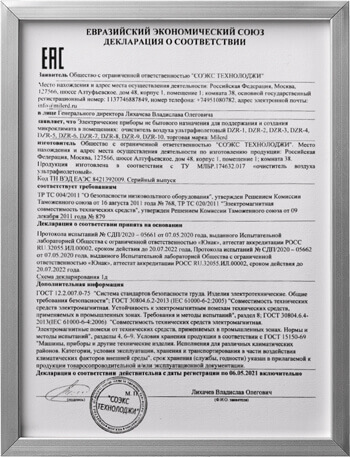 ЕВРАЗИЙСКИЙ ЭКОНОМИЧЕСКИЙ СОЮЗ
ДЕКЛАРАЦИЯ О СООТВЕТСТВИИ
ЕАС
Заявитель Общество с ограниченной ответственностью "СОЭКС ТЕХНОЛОДЖИ"
Место нахождения и адрес места осуществления деятельности: Российская Федерация, Москва,
127566, шоссе Алтуфьевское, дом 48, корпус 1, помещение 1 комната 38, основной государственный
регистрационный номер: 1137746887849, номер телефона: +74951080782, адрес электронной почты:
info@milerd.ru
в лице Генерального директора Лихачева Владислава Олеговича
заявляет, что Электрические приборы не бытового назначения для поддержания и создания
микроклимата в помещениях: очиститель воздуха ультрафиолетовый DZR-1, DZR-2, DZR-3, DZR-4,
DZR-5, DZR-6, DZR-7, DZR-8, DZR-9, DZR-10, торговая марка: Milerd
изготовитель Общество с ограниченной ответственностью "СОЭКС ТЕХНОЛОДЖИ". Место
нахождения и адрес места осуществления деятельности по изготовлению продукции: Российская
Федерация, Москва, 127566, шоссе Алтуфьевское, дом 48, корпус 1, помещение 1 комната 38.
Продукция изготовлена в соответствии с ТУ МЛБР.174632.017 «очиститель воздуха
ультрафиолетовый».
Код ТН ВЭД ЕАЭС 8421392009. Серийный выпуск
соответствует требованиям
ТР ТС 004/2011 "О безопасности низковольтного оборудования", утвержден Решением Комиссии
Таможенного союза от 16 августа 2011 года № 768, ТР ТС 020/2011 "Электромагнитная
совместимость технических средств", утвержден Решением Комиссии Таможенного союза от 09
декабря 2011 года № 879
Декларация о соответствии принята на основании
Протокола испытаний № СДП/2020 – 05661 от 07.05.2020 года, выданного Испытательной
лабораторией Общества с ограниченной ответственностью «Юнак», аттестат аккредитации РОСС
RU.32055.ИЛ.00002, сроком действия до 20.07.2022 года. Протокола испытаний № СДП/2020 – 05662
от 07.05.2020 года, выданного Испытательной лабораторией Общества с ограниченной
ответственностью «Юнак», аттестат аккредитации РОСС RU.32055.ИЛ.00002, сроком действия до
20.07.2022 года.
Схема декларирования 1д
Дополнительная информация
ГОСТ 12.2.007.0-75 "Система стандартов безопасности труда. Изделия электротехнические. Общие
требования безопасности"; ГОСТ 30804.6.2-2013 (IEC 61000-6-2:2005) "Совместимость технических
средств электромагнитная. Устойчивость к электромагнитным помехам технических средств,
применяемых в промышленных зонах. Требования и методы испытаний", раздел 8; ГОСТ 30804.6.4-
2013(IEC 61000-6-4:2006) "Совместимость технических средств электромагнитная.
Электромагнитные помехи от технических средств, применяемых в промышленных зонах. Нормы и
методы испытаний", разделы 4, 6–9. Условия хранения продукции в соответствии с ГОСТ 15150-69
"Машины, приборы и другие технические изделия. Исполнения для различных климатических
районов. Категории, условия эксплуатации, хранения и транспортирования в части воздействия
климатических факторов внешней среды", срок хранения (службы, годности) указан в прилагаемой к
продукции товаросопроводительной и/или эксплуатационной документации.
Декларация о соответствии действительна с даты регистрации по 06.05.2021 включительно
М.П.
Лихачев Владислав Олегович
(подпись)
(Ф.И.О. заявителя)
"СОЭКС
ТЕХНОЛОДЖИ"